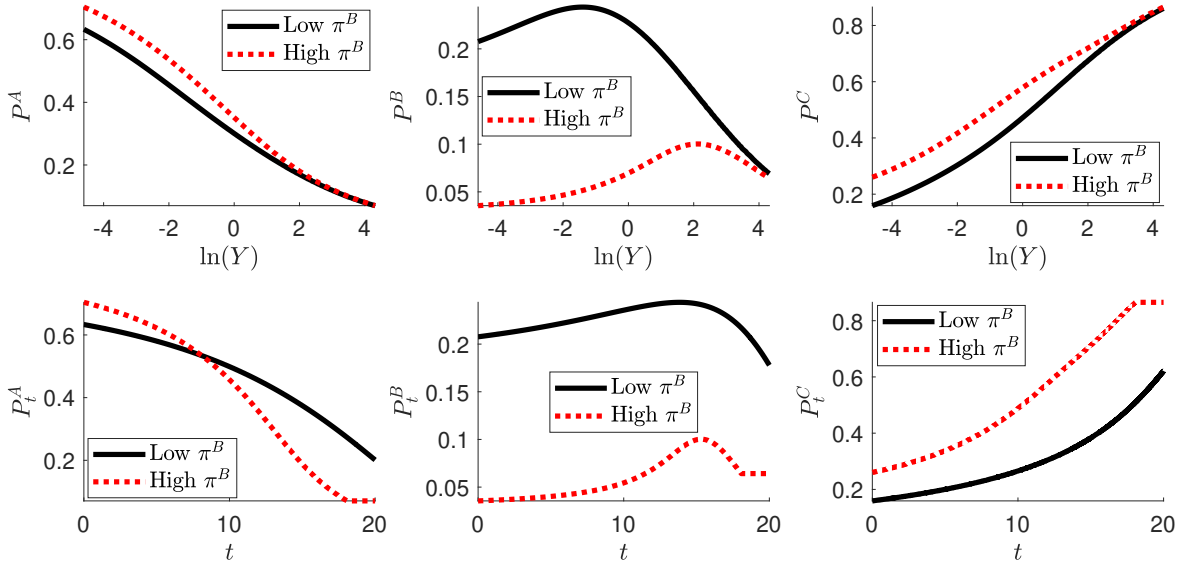 0.6
0.4
0.2
-4 -2 0 2 4
ln(Y)
P^A
Low π^B
High π^B
0.2
0.15
0.1
0.05
-4 -2 0 2 4
ln(Y)
P^B
Low π^B
High π^B
0.8
0.6
0.4
0.2
-4 -2 0 2 4
ln(Y)
P^C
Low π^B
High π^B
0.6
0.4
0.2
0 10 20
t
P_t^A
Low π^B
High π^B
0.2
0.15
0.1
0.05
0 10 20
t
P_t^B
Low π^B
High π^B
0.8
0.6
0.4
0.2
0 10 20
t
P_t^C
Low π^B
High π^B